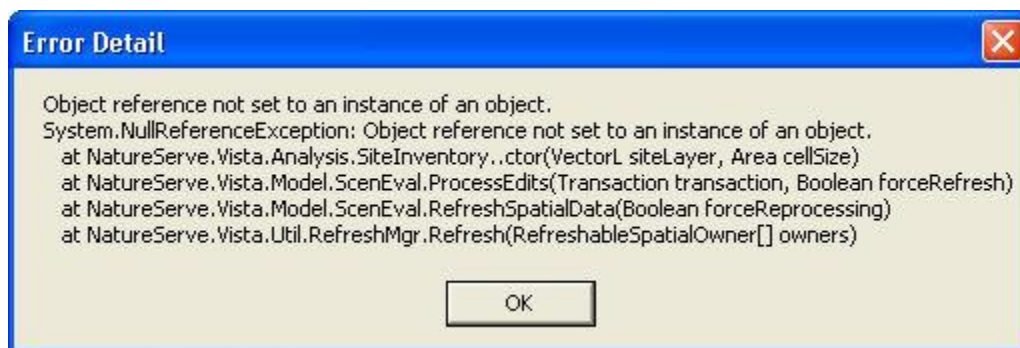 Error Detail
Object reference not set to an instance of an object.
System.NullReferenceException: Object reference not set to an instance of an object.
at NatureServe.Vista.Analysis.SiteInventory..ctor(VectorL siteLayer, Area cellSize)
at NatureServe.Vista.Model.ScenEval.ProcessEdits(Transaction transaction, Boolean forceRefresh)
at NatureServe.Vista.Model.ScenEval.RefreshSpatialData(Boolean forceReprocessing)
at NatureServe.Vista.Util.RefreshMgr.Refresh(RefreshableSpatialOwner[] owners)
OK